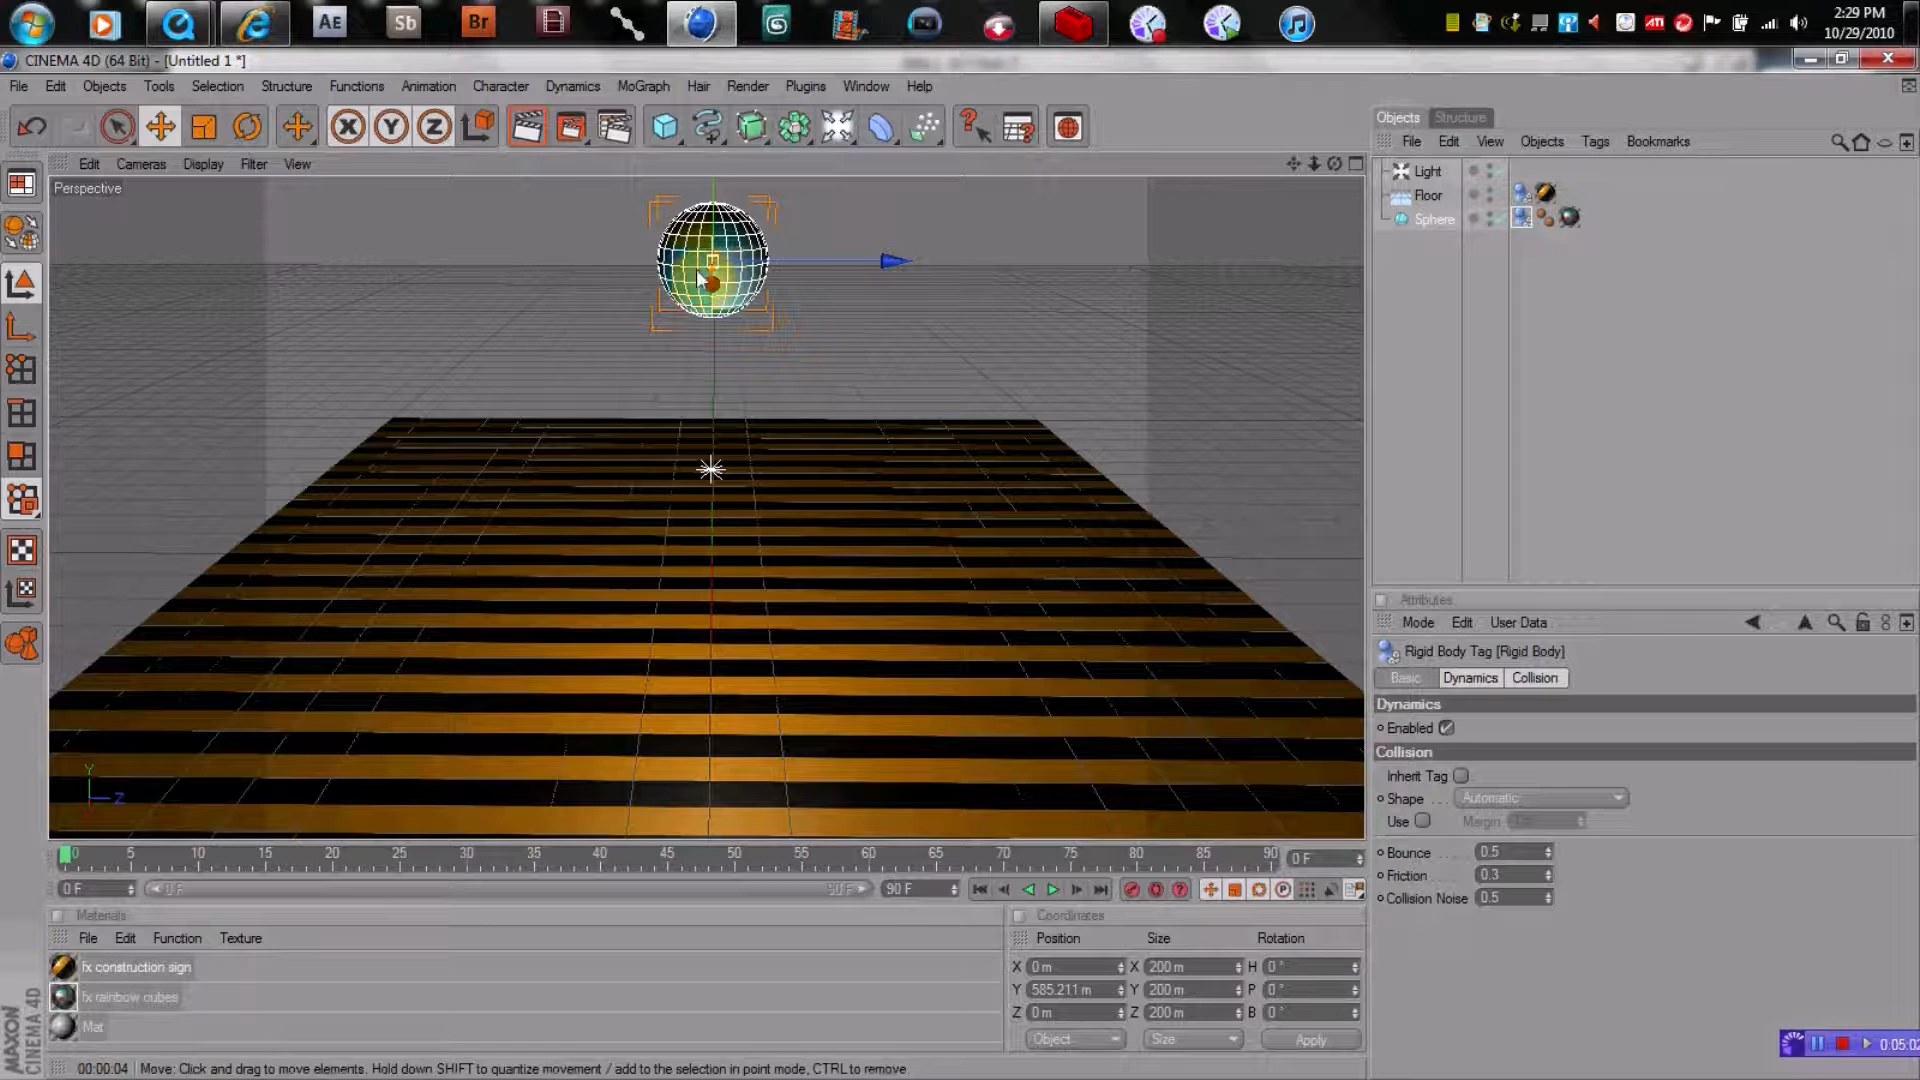 Ae
Sb
Br
ATI
2:29 PM
10/29/2010
CINEMA 4D (64 Bit) - [Untitled 1 *]
File Edit Objects Tools Selection Structure Functions Animation Character Dynamics MoGraph Hair Render Plugins Window Help
X Y Z
Objects Structure
File Edit View Objects Tags Bookmarks
Edit Cameras Display Filter View
Perspective
Light
Floor
Sphere
Attributes
Mode Edit User Data
Rigid Body Tag [Rigid Body]
Basic Dynamics Collision
Dynamics
Enabled
Collision
Inherit Tag
Shape Automatic
Use Margin
Bounce 0.5
Friction 0.3
Collision Noise 0.5
Y
Z
0 5 10 15 20 25 30 35 40 45 50 55 60 65 70 75 80 85 90 0 F
0 F 0 F 90 F 90 F
Materials
File Edit Function Texture
fx construction sign
fx rainbow cubes
Mat
Coordinates
Position Size Rotation
X 0 m X 200 m H 0 °
Y 585.211 m Y 200 m P 0 °
Z 0 m Z 200 m B 0 °
Object Size Apply
MAXON
CINEMA 4D
0:05:02
00:00:04 Move: Click and drag to move elements. Hold down SHIFT to quantize movement / add to the selection in point mode, CTRL to remove.